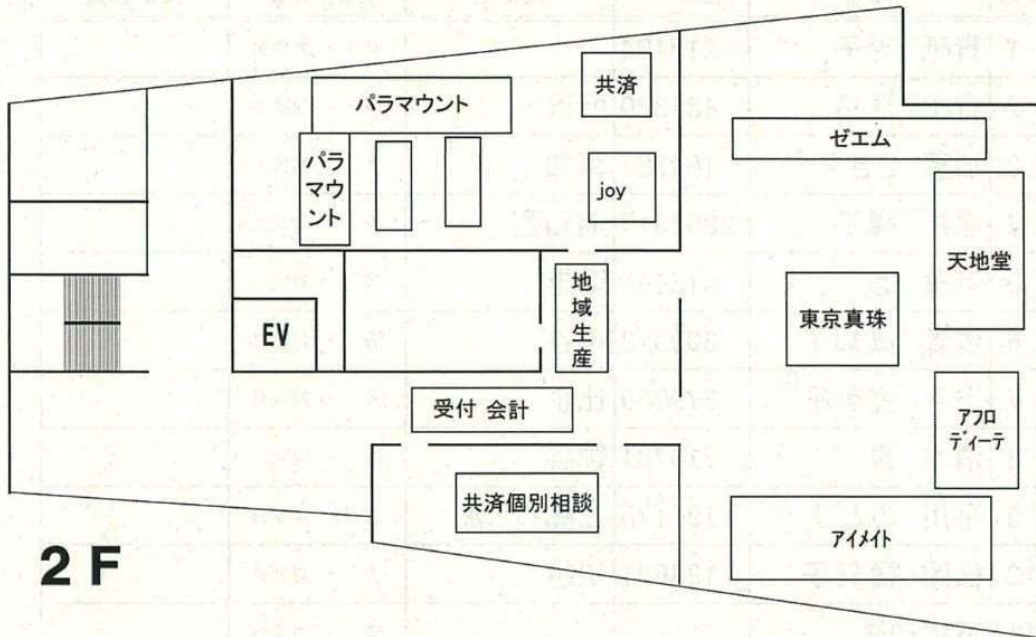 共済
パラマウント
ゼエム
パラ
マウ
ント
joy
天地堂
地域生産
東京真珠
EV
受付 会計
アフロ
ディーテ
共済個別相談
アイメイト
2F